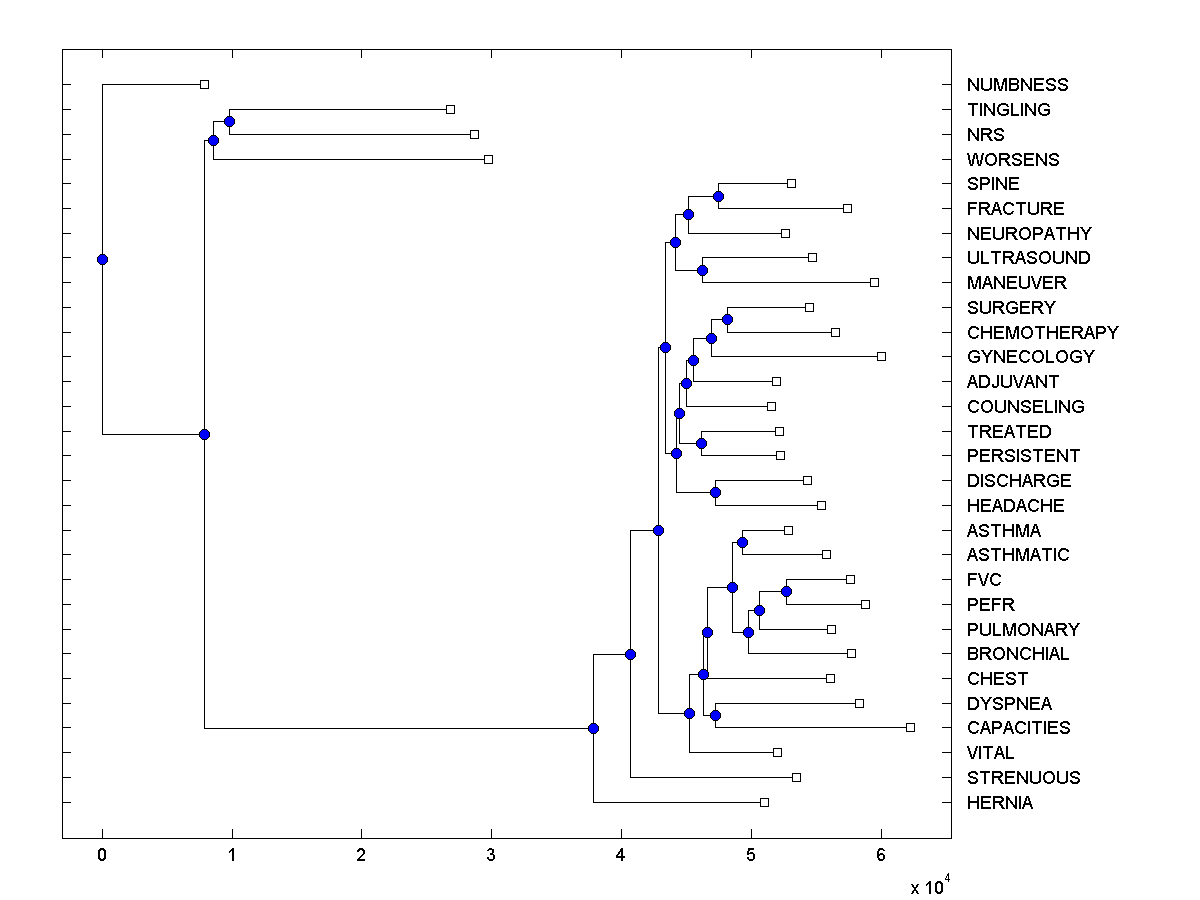 NUMBNESS
TINGLING
NRS
WORSENS
SPINE
FRACTURE
NEUROPATHY
ULTRASOUND
MANEUVER
SURGERY
CHEMOTHERAPY
GYNECOLOGY
ADJUVANT
COUNSELING
TREATED
PERSISTENT
DISCHARGE
HEADACHE
ASTHMA
ASTHMATIC
FVC
PEFR
PULMONARY
BRONCHIAL
CHEST
DYSPNEA
CAPACITIES
VITAL
STRENUOUS
HERNIA
0 1 2 3 4 5 6
x 10^4